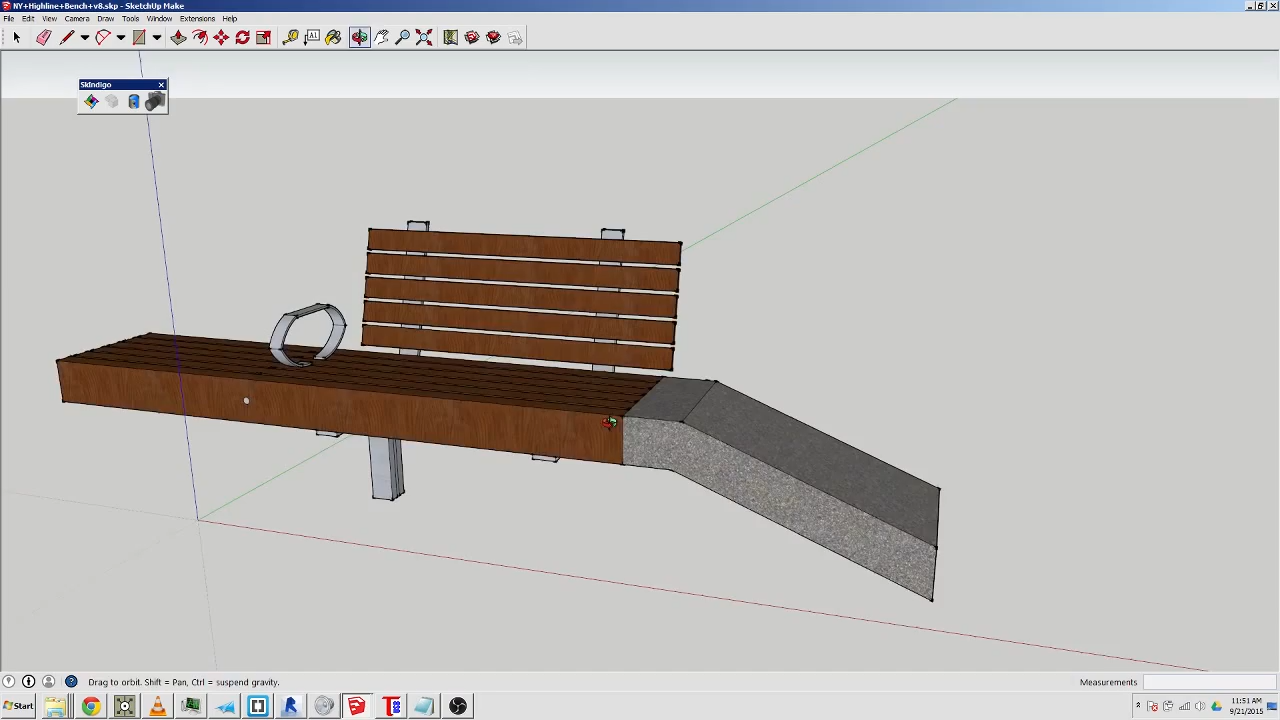 NY+Highline+Bench+v8.skp - SketchUp Make
File Edit View Camera Draw Tools Window Extensions Help
A1
SkIndigo
Drag to orbit. Shift = Pan, Ctrl = suspend gravity.
Measurements
Start
11:51 AM
9/21/2015